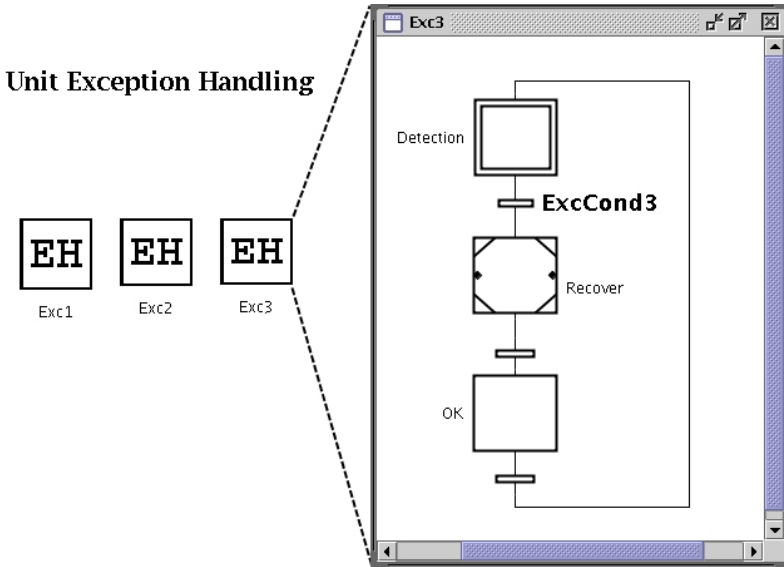 Unit Exception Handling
EH
EH
EH
Exc1
Exc2
Exc3
Exc3
Detection
ExcCond3
Recover
OK